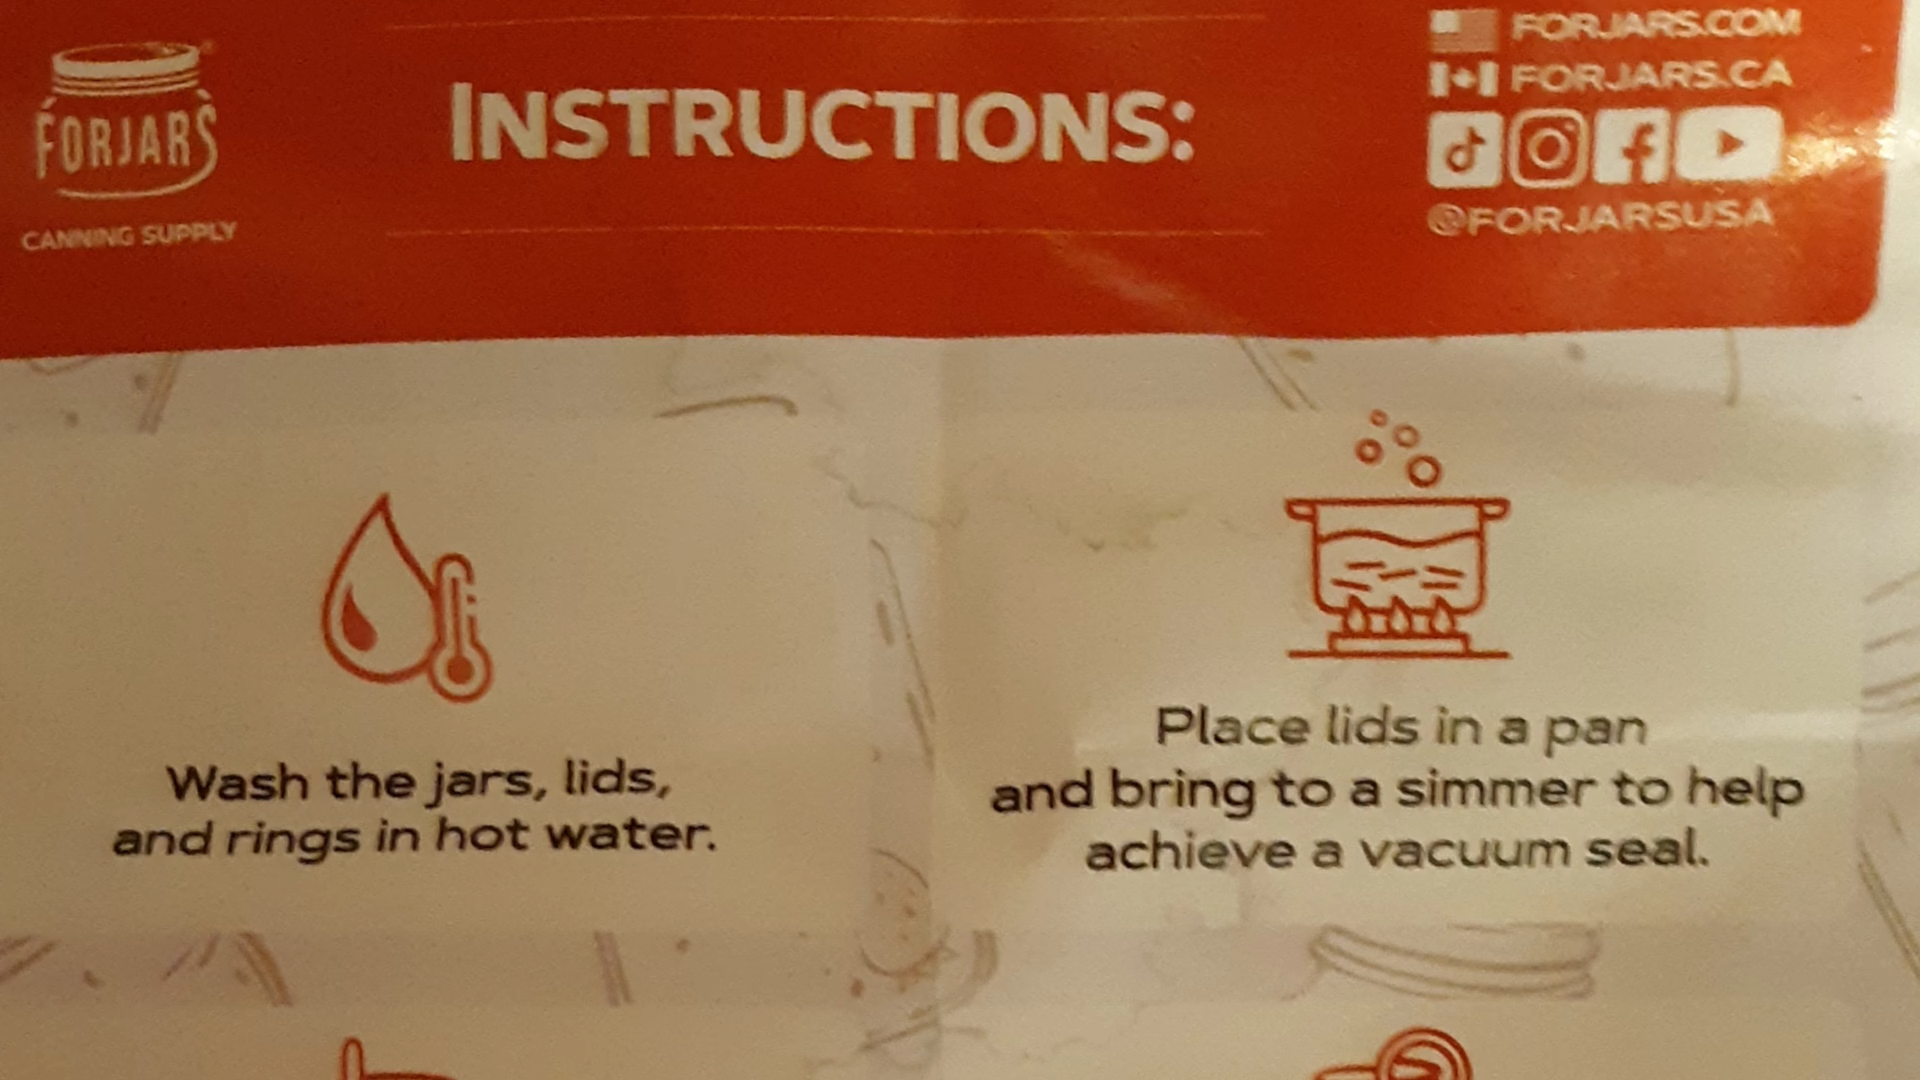 FORJARS
CANNING SUPPLY
INSTRUCTIONS:
FORJARS.COM
FORJARS.CA
@FORJARSUSA
Wash the jars, lids,
and rings in hot water.
Place lids in a pan
and bring to a simmer to help
achieve a vacuum seal.